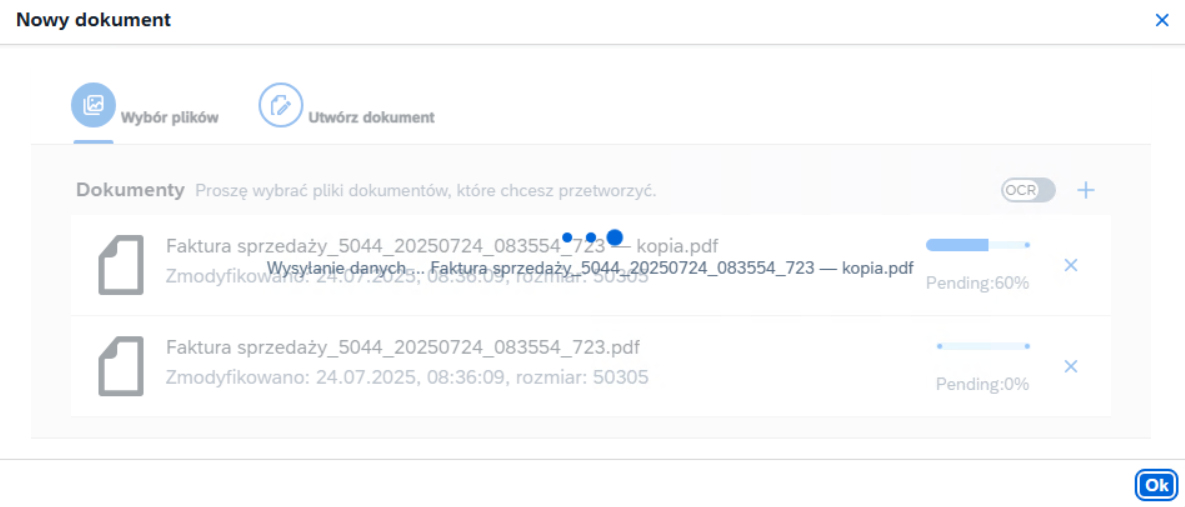 Nowy dokument
Wybór plików
Utwórz dokument
Dokumenty Proszę wybrać pliki dokumentów, które chcesz przetworzyć.
OCR
Faktura sprzedaży_5044_20250724_083554_723 — kopia.pdf
Wysyłanie danych ... Faktura sprzedaży_5044_20250724_083554_723 — kopia.pdf
Zmodyfikowano: 24.07.2025, 08:36:09, rozmiar: 50305
Pending:60%
Faktura sprzedaży_5044_20250724_083554_723.pdf
Zmodyfikowano: 24.07.2025, 08:36:09, rozmiar: 50305
Pending:0%
Ok